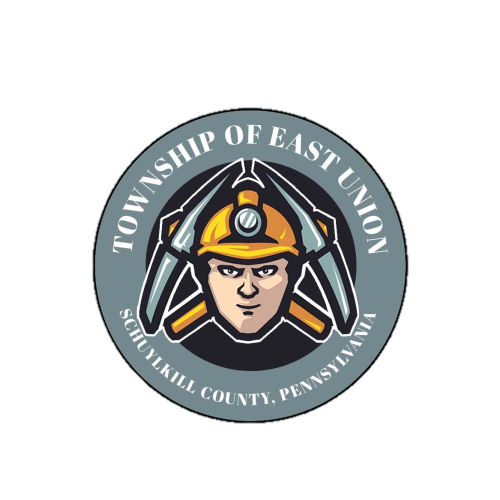 TOWNSHIP OF EAST UNION
SCHUYLKILL COUNTY, PENNSYLVANIA